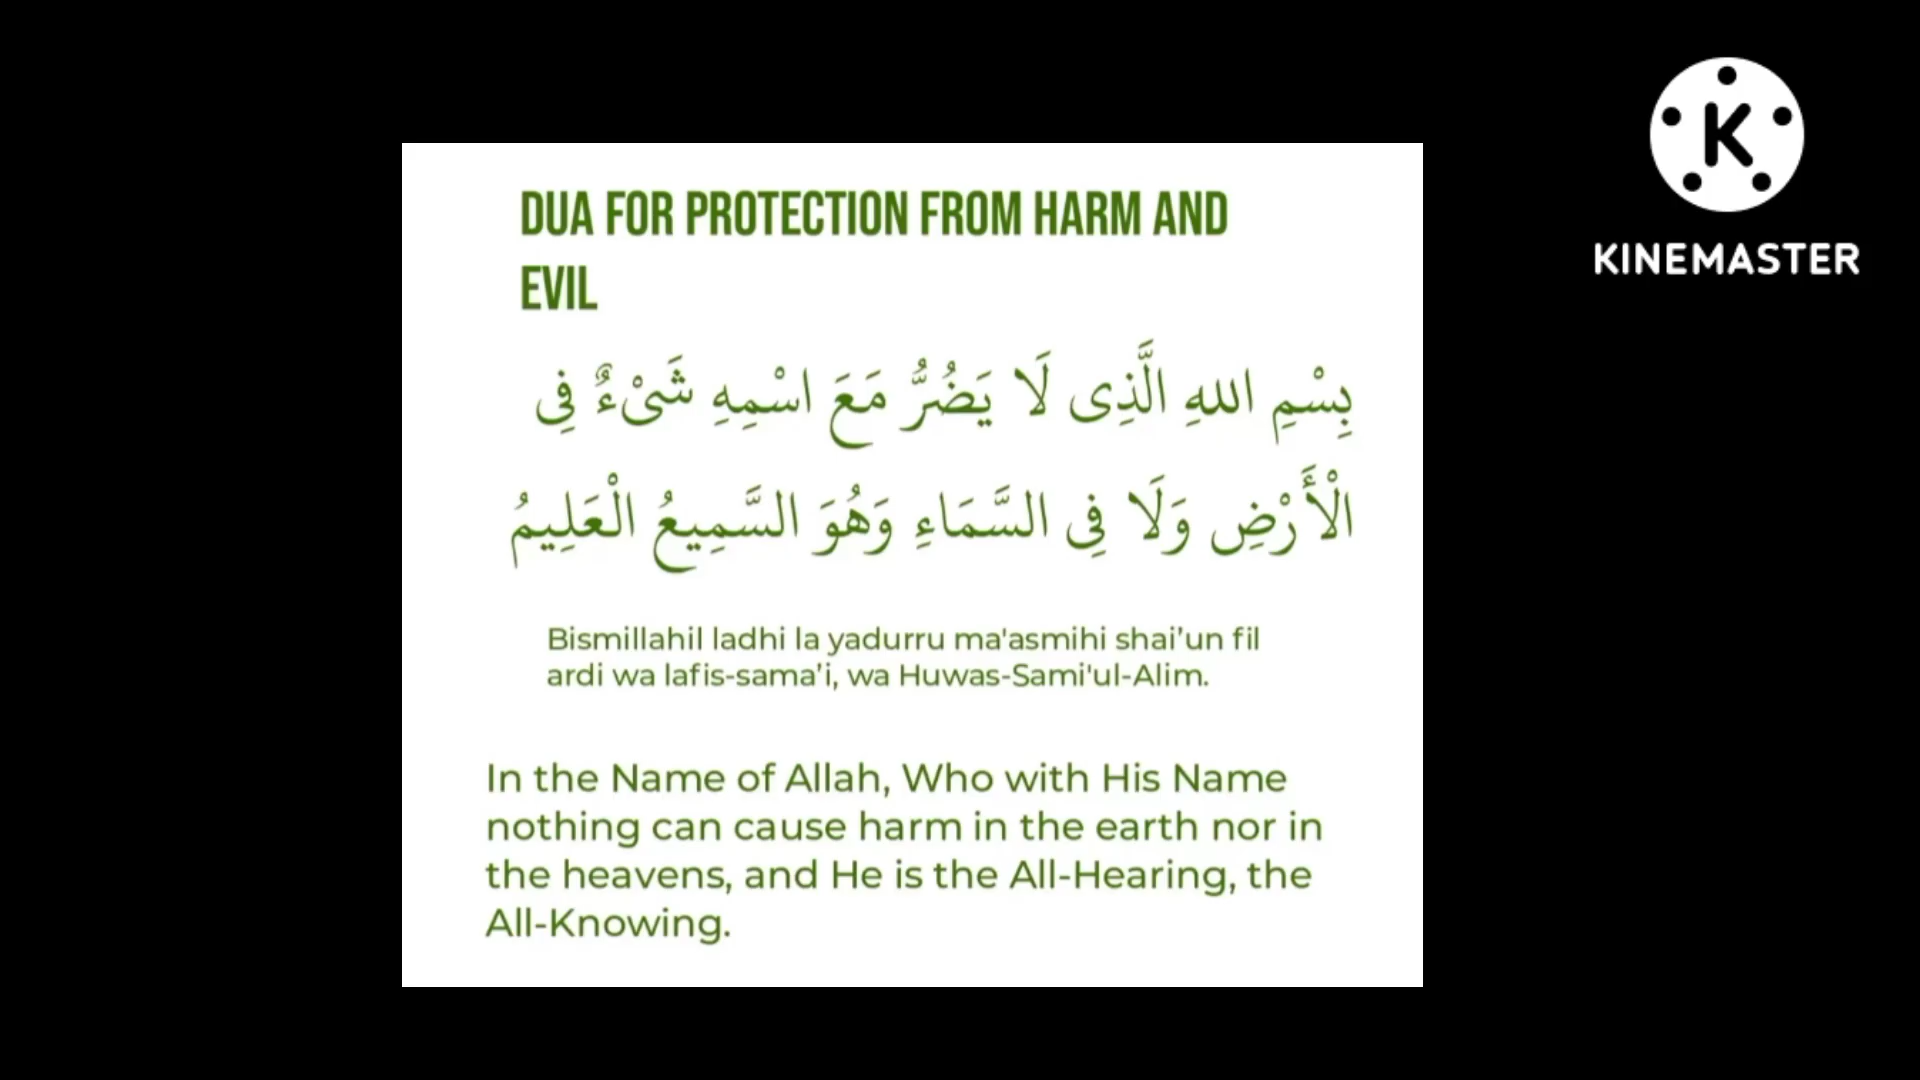 DUA FOR PROTECTION FROM HARM AND
EVIL
بِسْمِ اللهِ الَّذِى لَا يَضُرُّ مَعَ اسْمِهِ شَىْءٌ فِى
الْأَرْضِ وَلَا فِى السَّمَاءِ وَهُوَ السَّمِيعُ الْعَلِيمُ
Bismillahil ladhi la yadurru ma'asmihi shai’un fil
ardi wa lafis-sama’i, wa Huwas-Sami'ul-Alim.
In the Name of Allah, Who with His Name
nothing can cause harm in the earth nor in
the heavens, and He is the All-Hearing, the
All-Knowing.
K
KINEMASTER